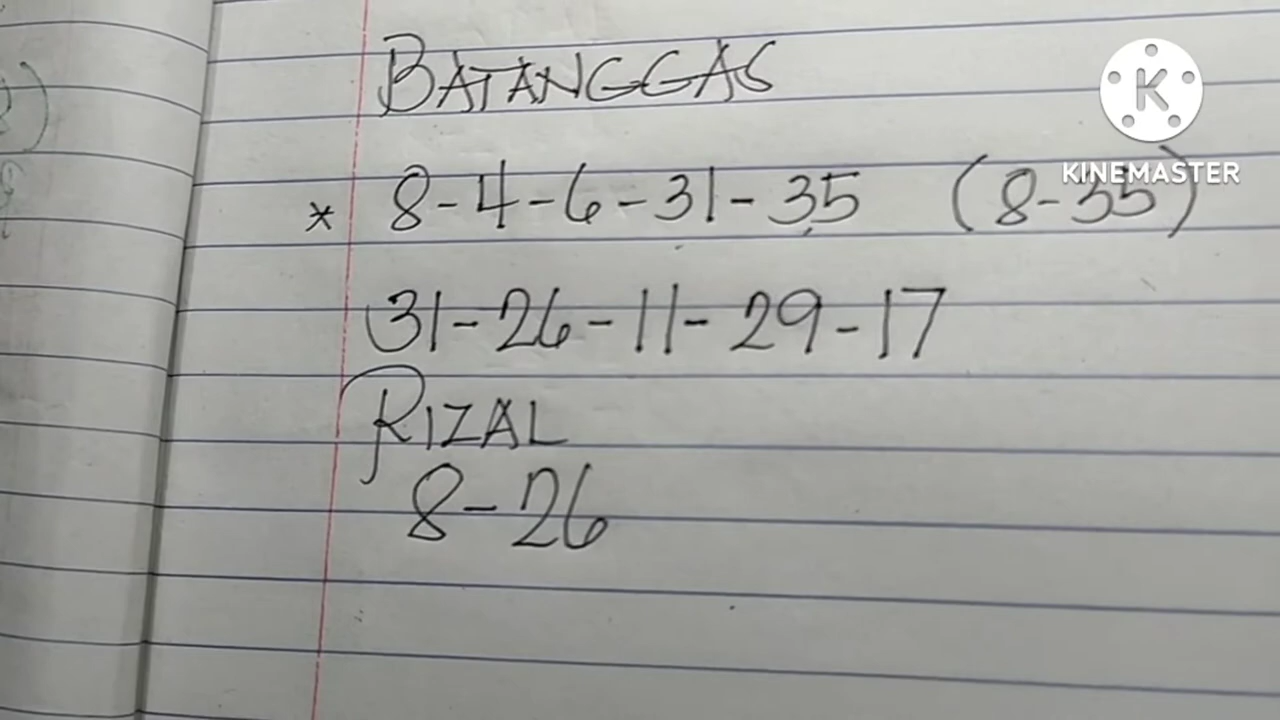 BATANGGAS
* 8-4-6-31-35 (8-35)
31-26-11-29-17
RIZAL
8-26
K
KINEMASTER